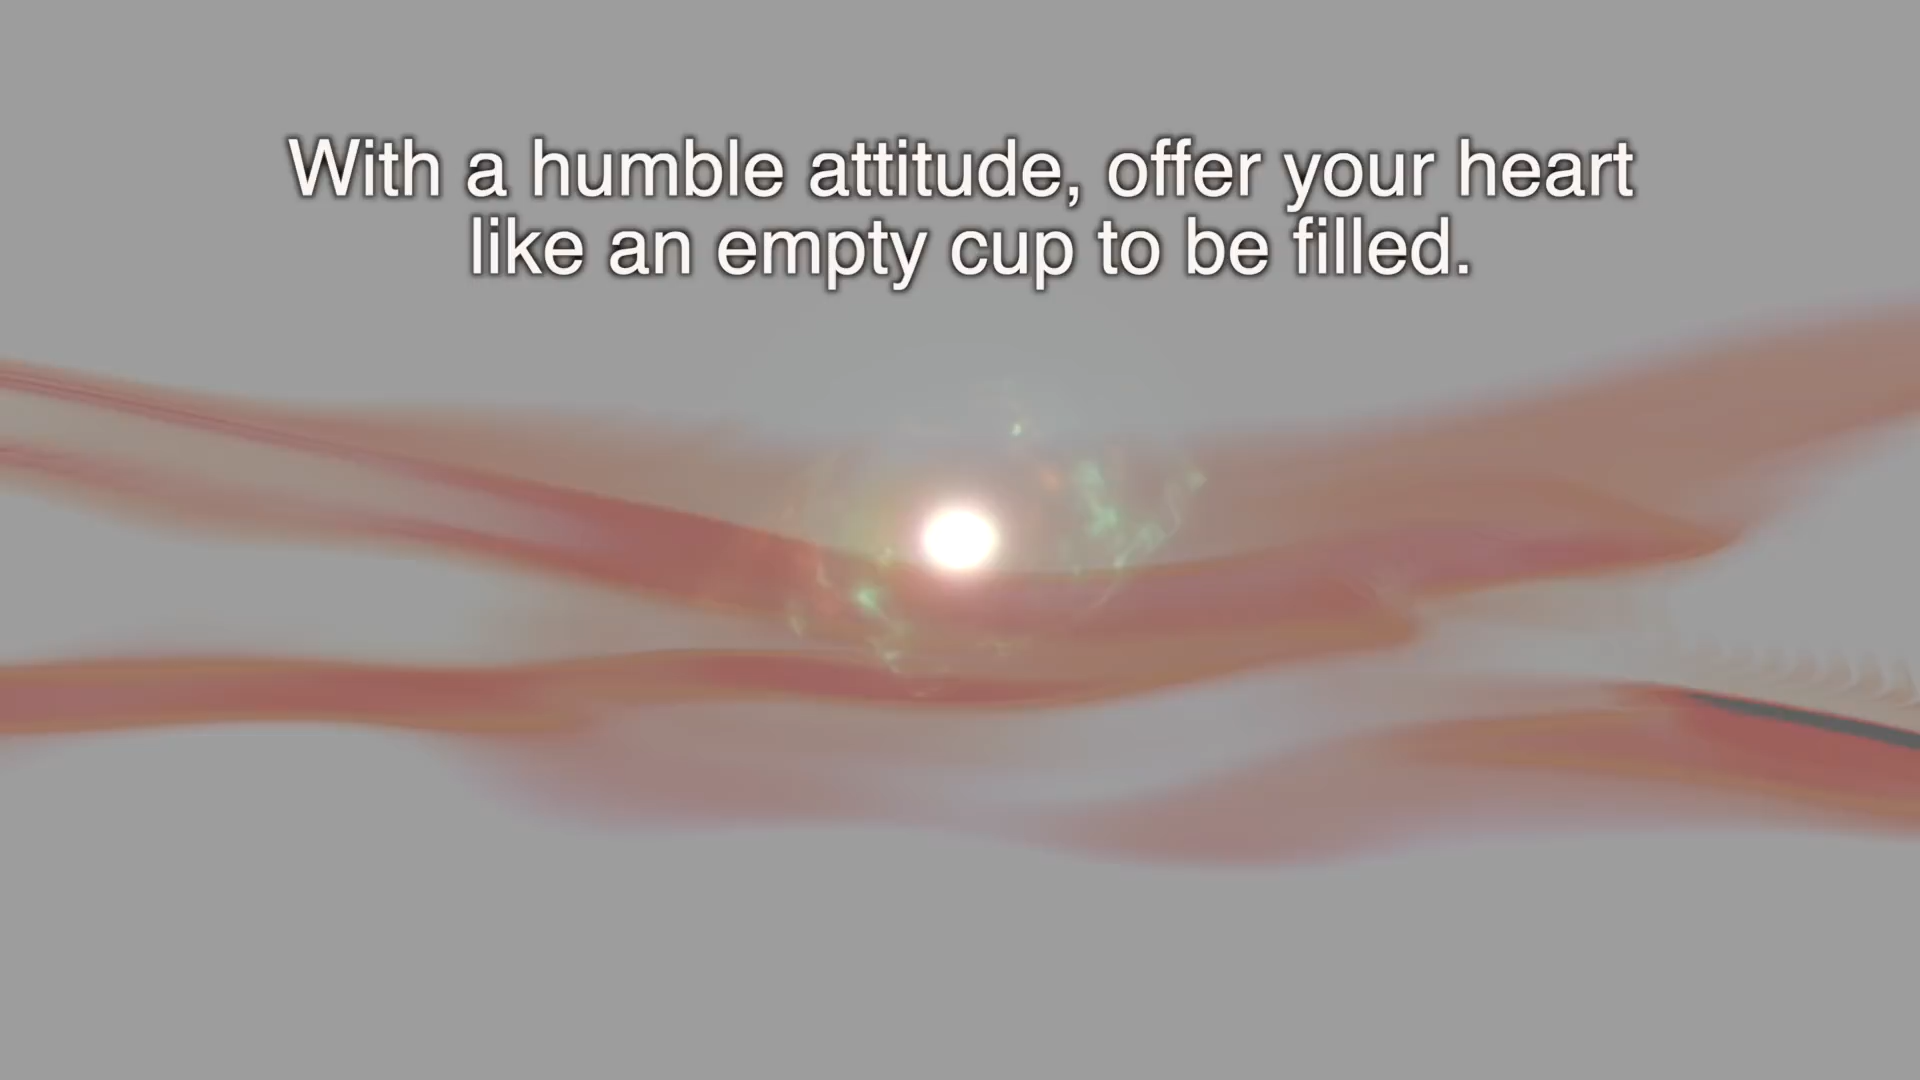 With a humble attitude, offer your heart
like an empty cup to be filled.